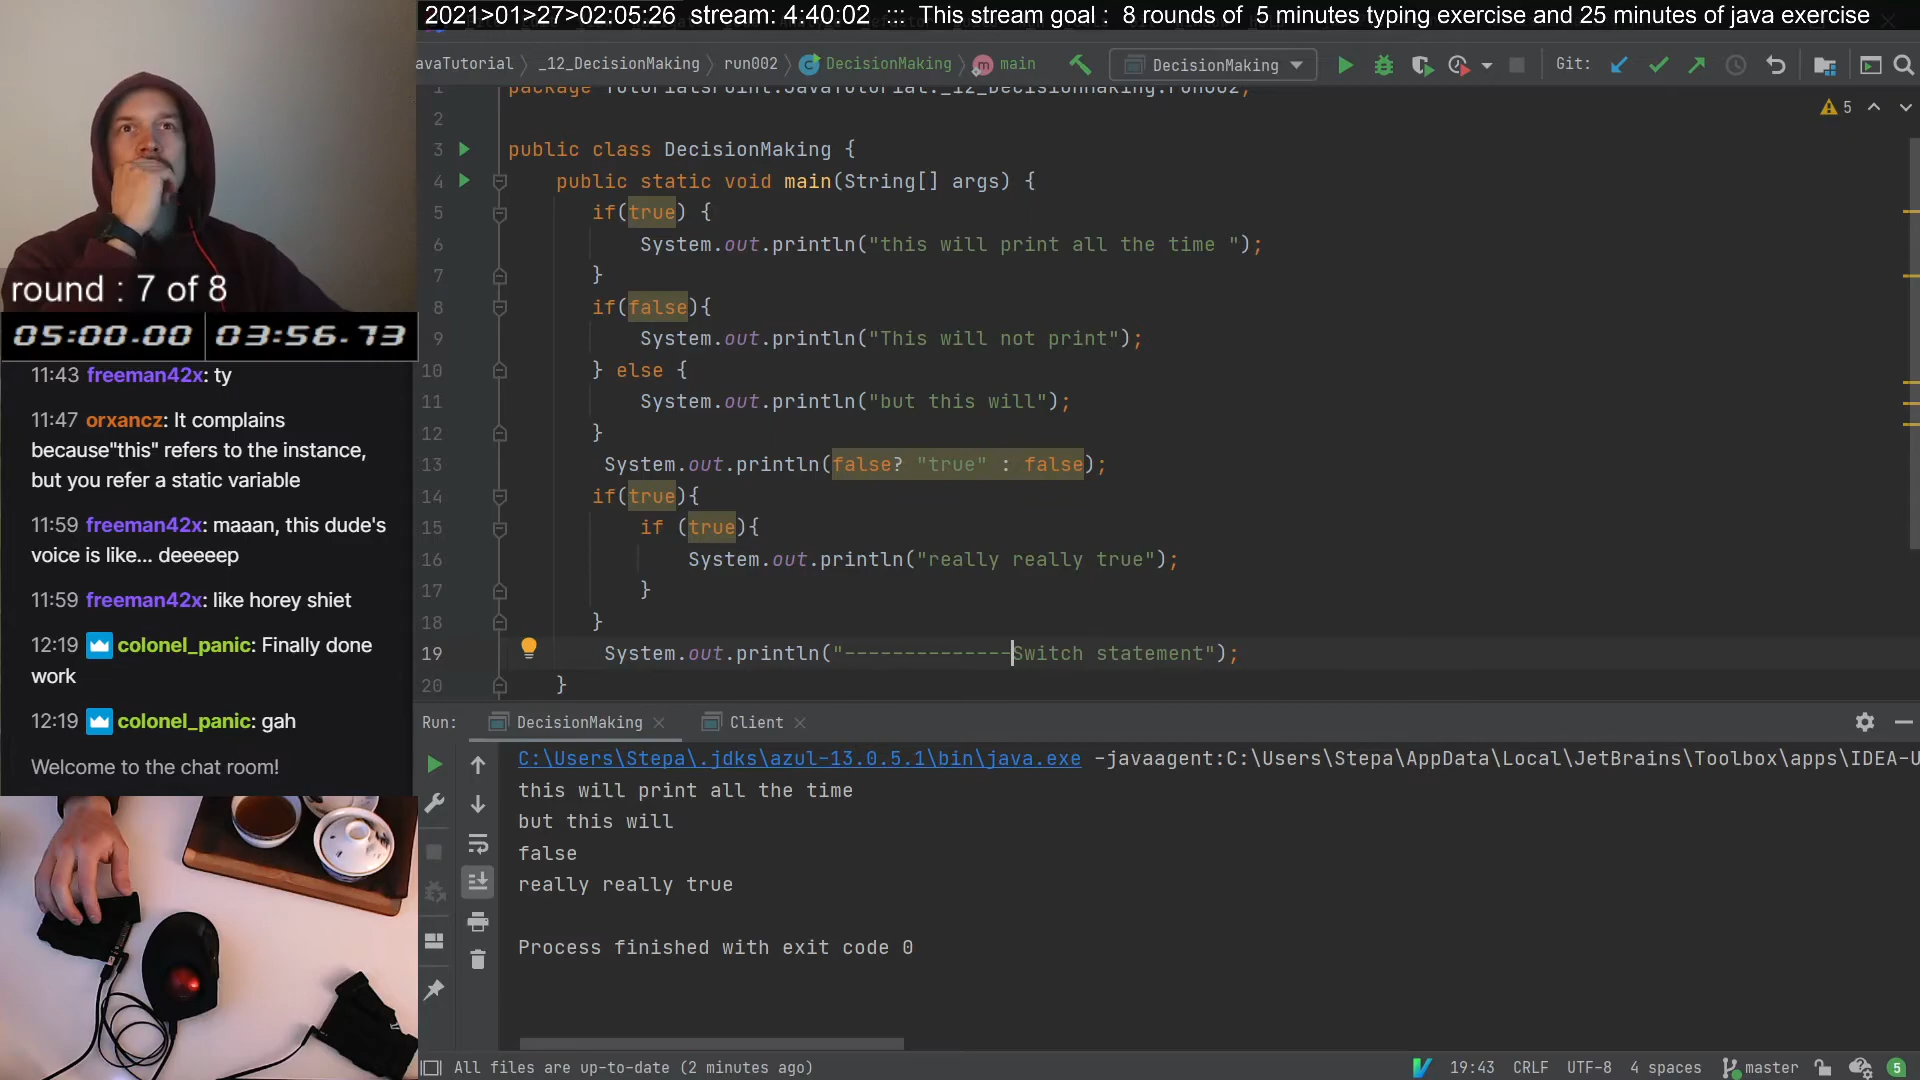 2021>01>27>02:05:26 stream: 4:40:02 ::: This stream goal : 8 rounds of 5 minutes typing exercise and 25 minutes of java exercise
avaTutorial
_12_DecisionMaking
run002
DecisionMaking
main
DecisionMaking
Git:
1 package TutorialsPoint.JavaTutorial._12_DecisionMaking.run002;
5
2
3 public class DecisionMaking {
4 public static void main(String[] args) {
5 if(true) {
6 System.out.println("this will print all the time ");
7 }
8 if(false){
9 System.out.println("This will not print");
10 } else {
11 System.out.println("but this will");
12 }
13 System.out.println(false? "true" : false);
14 if(true){
15 if (true){
16 System.out.println("really really true");
17 }
18 }
19 System.out.println("--------------Switch statement");
20 }
round : 7 of 8
05:00.00 03:56.73
11:43 freeman42x: ty
11:47 orxancz: It complains
because"this" refers to the instance,
but you refer a static variable
11:59 freeman42x: maaan, this dude's
voice is like... deeeeep
11:59 freeman42x: like horey shiet
12:19 colonel_panic: Finally done
work
12:19 colonel_panic: gah
Welcome to the chat room!
Run: DecisionMaking Client
C:\Users\Stepa\.jdks\azul-13.0.5.1\bin\java.exe -javaagent:C:\Users\Stepa\AppData\Local\JetBrains\Toolbox\apps\IDEA-U
this will print all the time
but this will
false
really really true
Process finished with exit code 0
All files are up-to-date (2 minutes ago)
19:43 CRLF UTF-8 4 spaces master 5